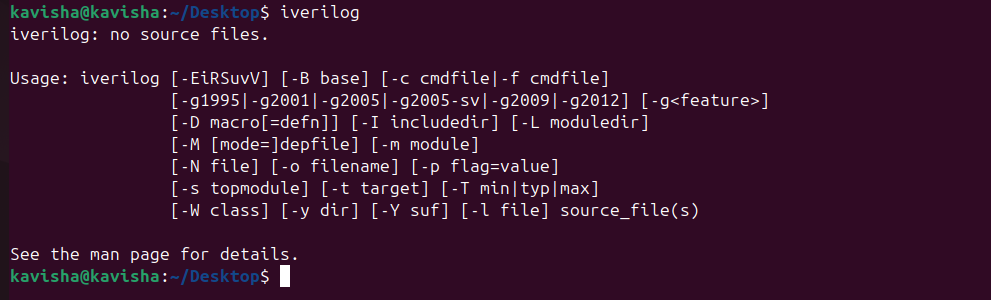 kavisha@kavisha:~/Desktop$ iverilog
iverilog: no source files.
Usage: iverilog [-EiRSuvV] [-B base] [-c cmdfile|-f cmdfile]
[-g1995|-g2001|-g2005|-g2005-sv|-g2009|-g2012] [-g<feature>]
[-D macro[=defn]] [-I includedir] [-L moduledir]
[-M [mode=]depfile] [-m module]
[-N file] [-o filename] [-p flag=value]
[-s topmodule] [-t target] [-T min|typ|max]
[-W class] [-y dir] [-Y suf] [-l file] source_file(s)
See the man page for details.
kavisha@kavisha:~/Desktop$